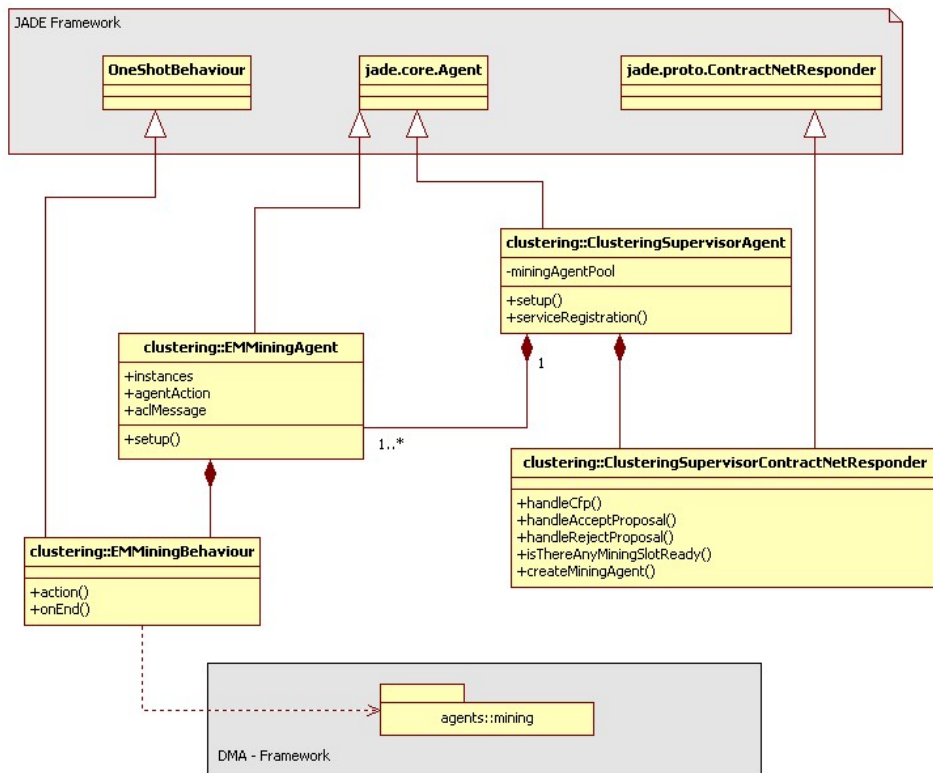 JADE Framework
OneShotBehaviour
jade.core.Agent
jade.proto.ContractNetResponder
clustering::ClusteringSupervisorAgent
-miningAgentPool
+setup()
+serviceRegistration()
clustering::EMMiningAgent
+instances
+agentAction
+aclMessage
+setup()
1
1..*
clustering::ClusteringSupervisorContractNetResponder
+handleCfp()
+handleAcceptProposal()
+handleRejectProposal()
+isThereAnyMiningSlotReady()
+createMiningAgent()
clustering::EMMiningBehaviour
+action()
+onEnd()
agents::mining
DMA - Framework